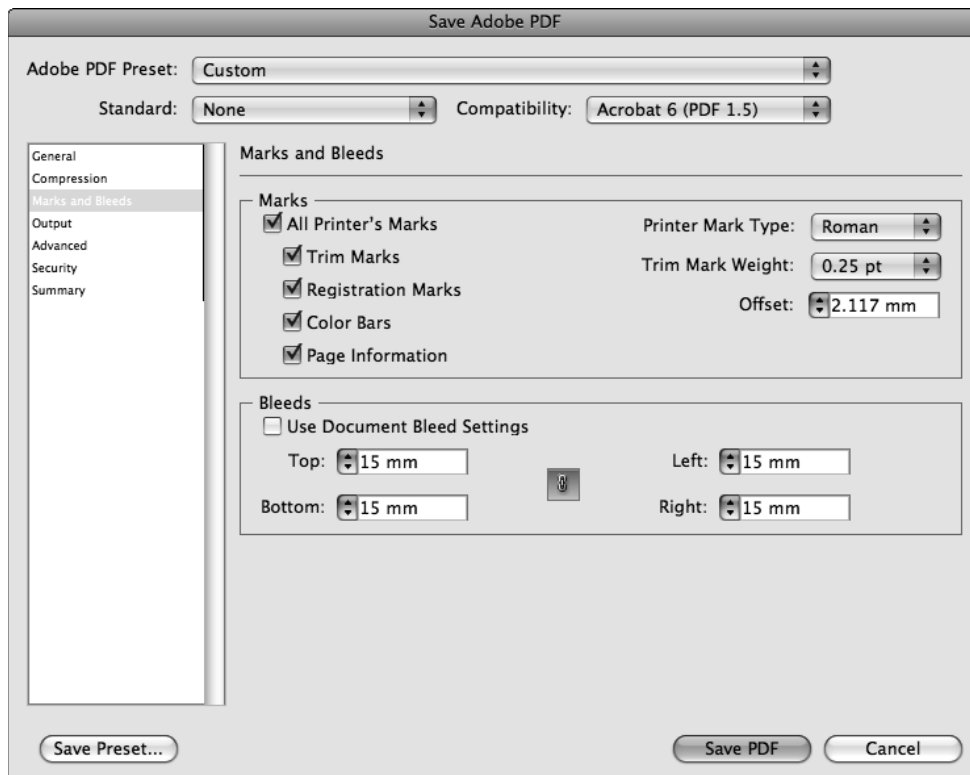 Save Adobe PDF
Adobe PDF Preset: Custom
Standard: None Compatibility: Acrobat 6 (PDF 1.5)
General
Compression
Marks and Bleeds
Output
Advanced
Security
Summary
Marks and Bleeds
Marks
All Printer's Marks
Trim Marks
Registration Marks
Color Bars
Page Information
Printer Mark Type: Roman
Trim Mark Weight: 0.25 pt
Offset: 2.117 mm
Bleeds
Use Document Bleed Settings
Top: 15 mm Left: 15 mm
Bottom: 15 mm Right: 15 mm
Save Preset... Save PDF Cancel